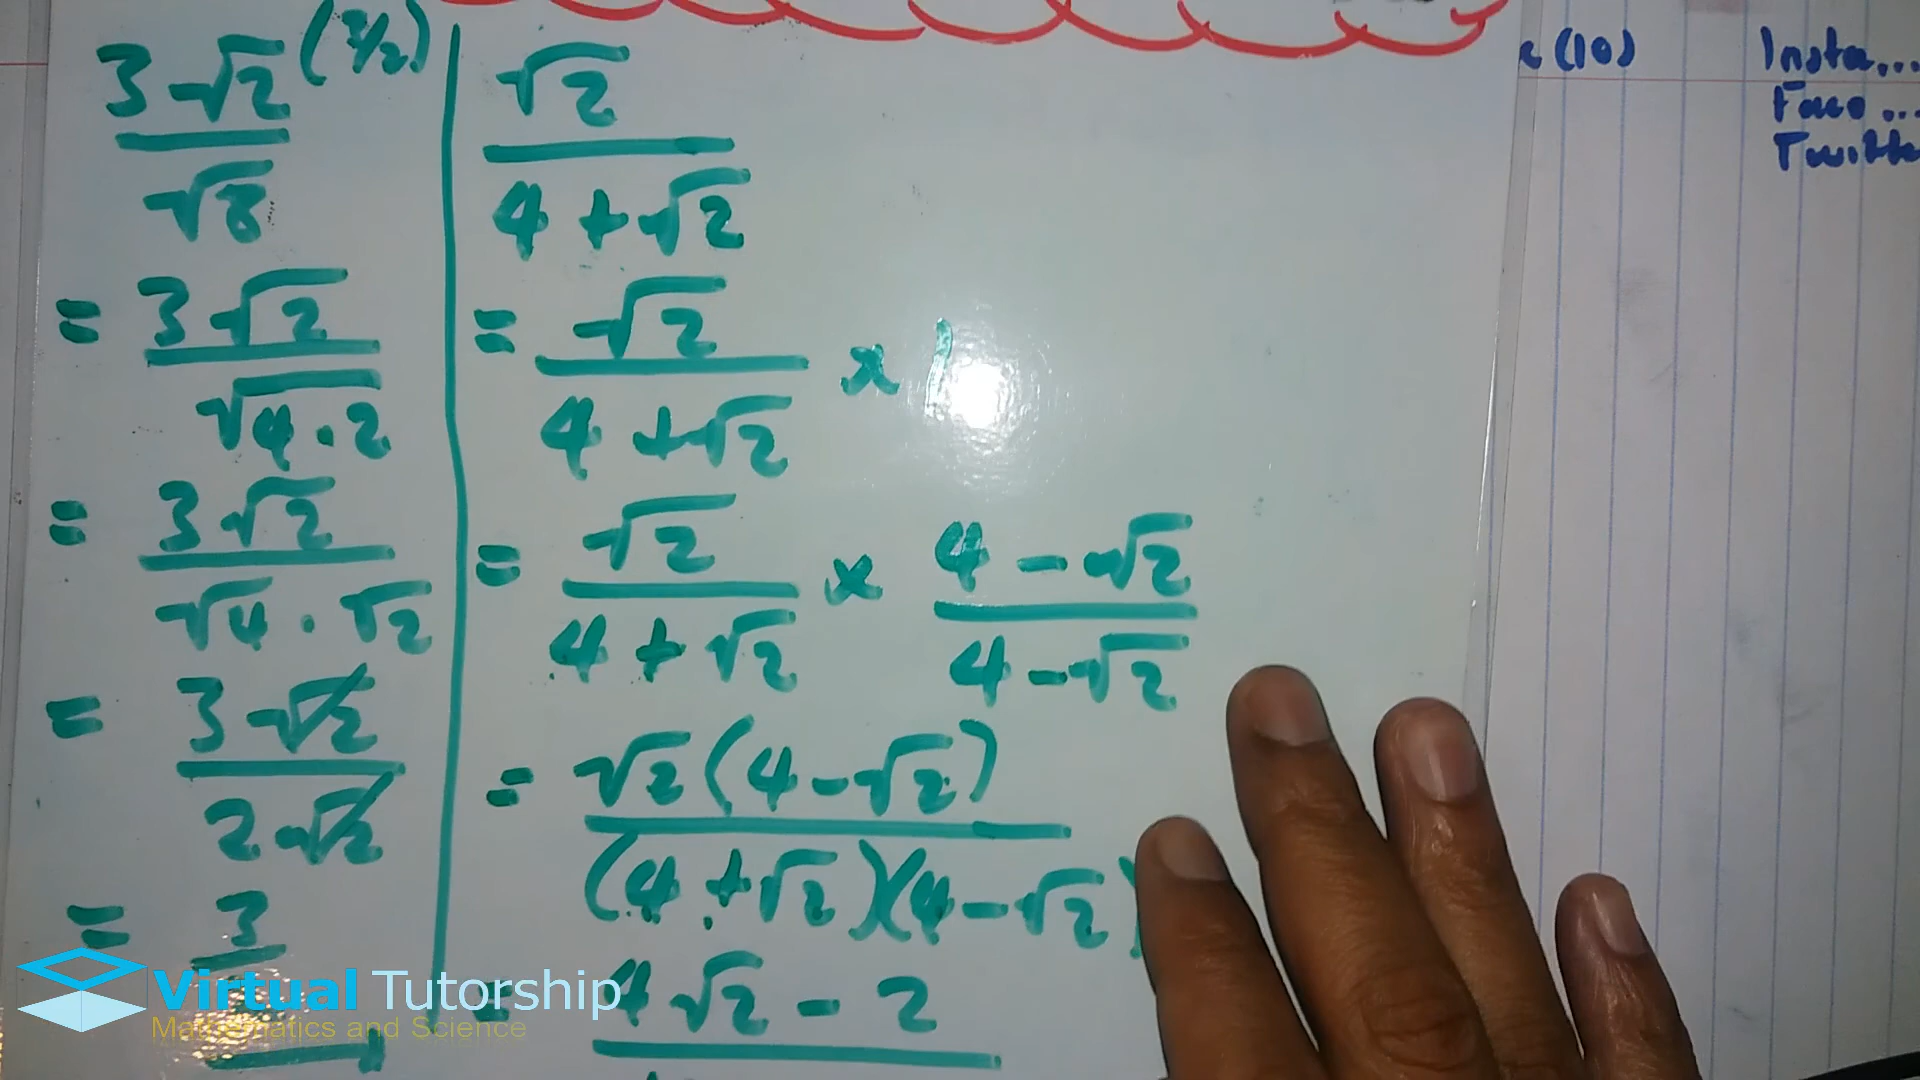 3√2 (3/2)
√8
= 3√2
√4·2
= 3√2
√4 · √2
= 3√2
2√2
= 3
√2
4 + √2
= √2 × 1
4 + √2
= √2 × 4 - √2
4 + √2 4 - √2
= √2(4 - √2)
(4 + √2)(4 - √2)
= 4√2 - 2
(10) Insta...
Face...
Twitte
Virtual Tutorship
Mathematics and Science